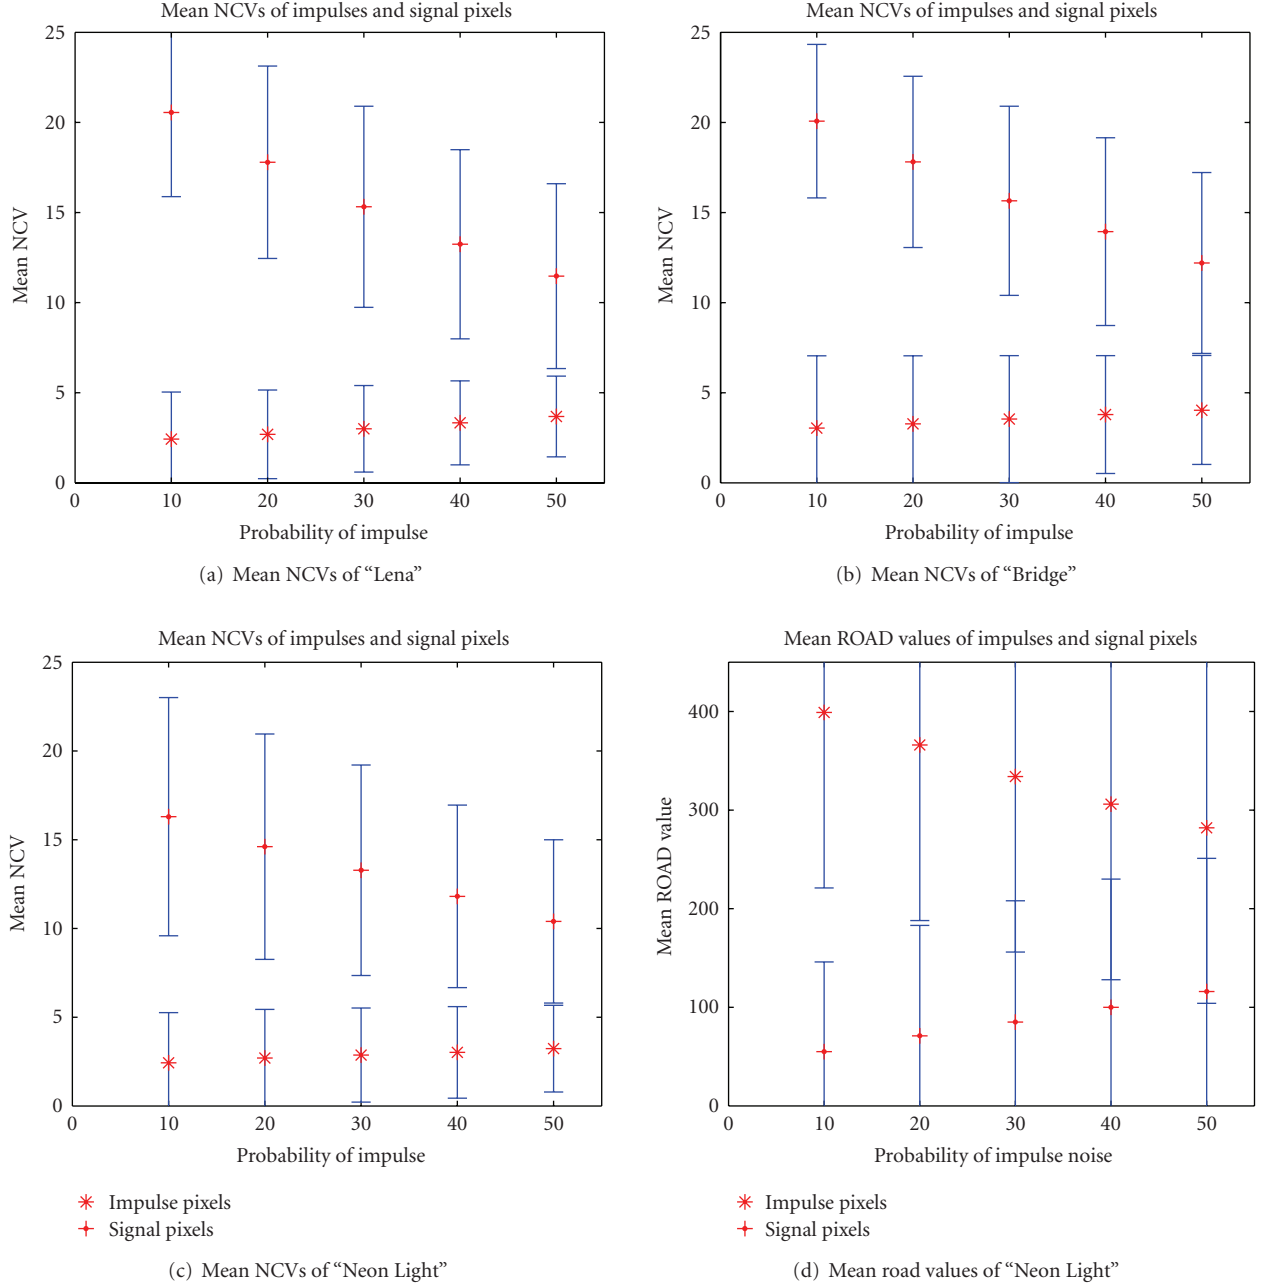 Mean NCVs of impulses and signal pixels
25
20
15
10
5
0
Mean NCV
0 10 20 30 40 50
Probability of impulse
(a) Mean NCVs of “Lena”
Mean NCVs of impulses and signal pixels
25
20
15
10
5
0
Mean NCV
0 10 20 30 40 50
Probability of impulse
(b) Mean NCVs of “Bridge”
Mean NCVs of impulses and signal pixels
25
20
15
10
5
0
Mean NCV
0 10 20 30 40 50
Probability of impulse
Impulse pixels
Signal pixels
(c) Mean NCVs of “Neon Light”
Mean ROAD values of impulses and signal pixels
400
300
200
100
0
Mean ROAD value
0 10 20 30 40 50
Probability of impulse noise
Impulse pixels
Signal pixels
(d) Mean road values of “Neon Light”